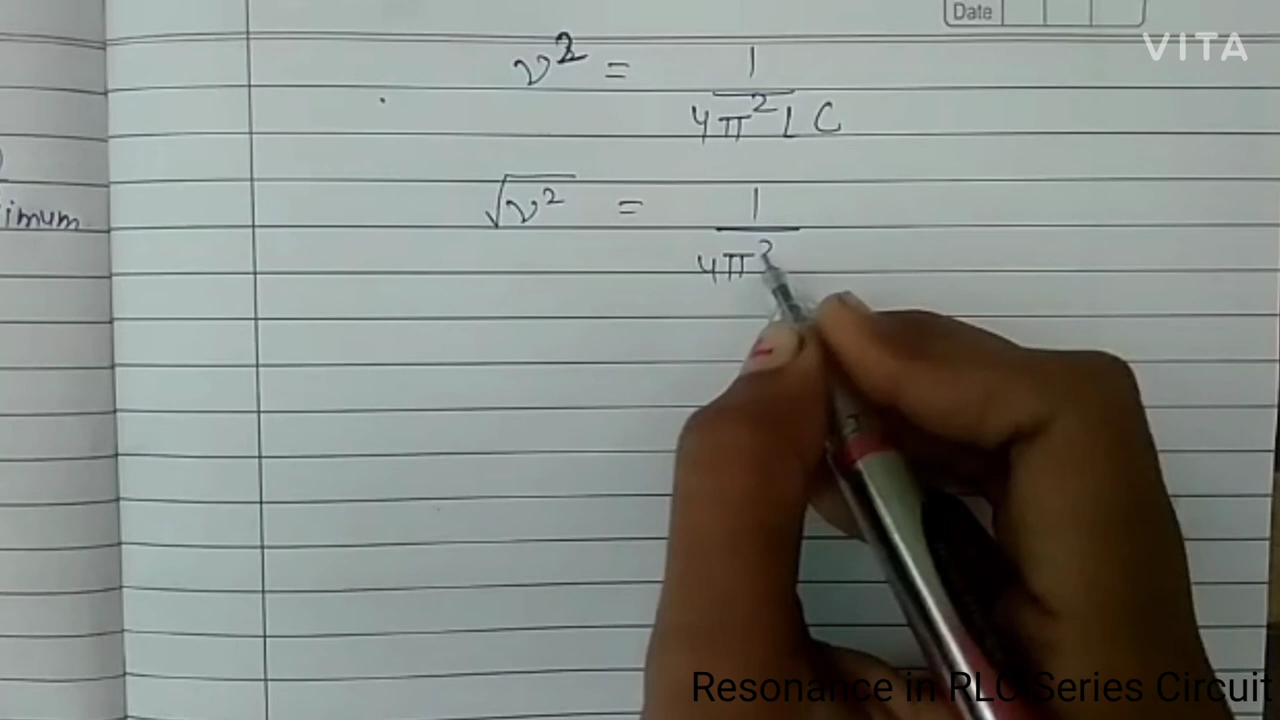 Date
VITA
ν² = 1 / 4π²LC
imum
√ν² = 1 / 4π²
Resonance in RLC Series Circuit